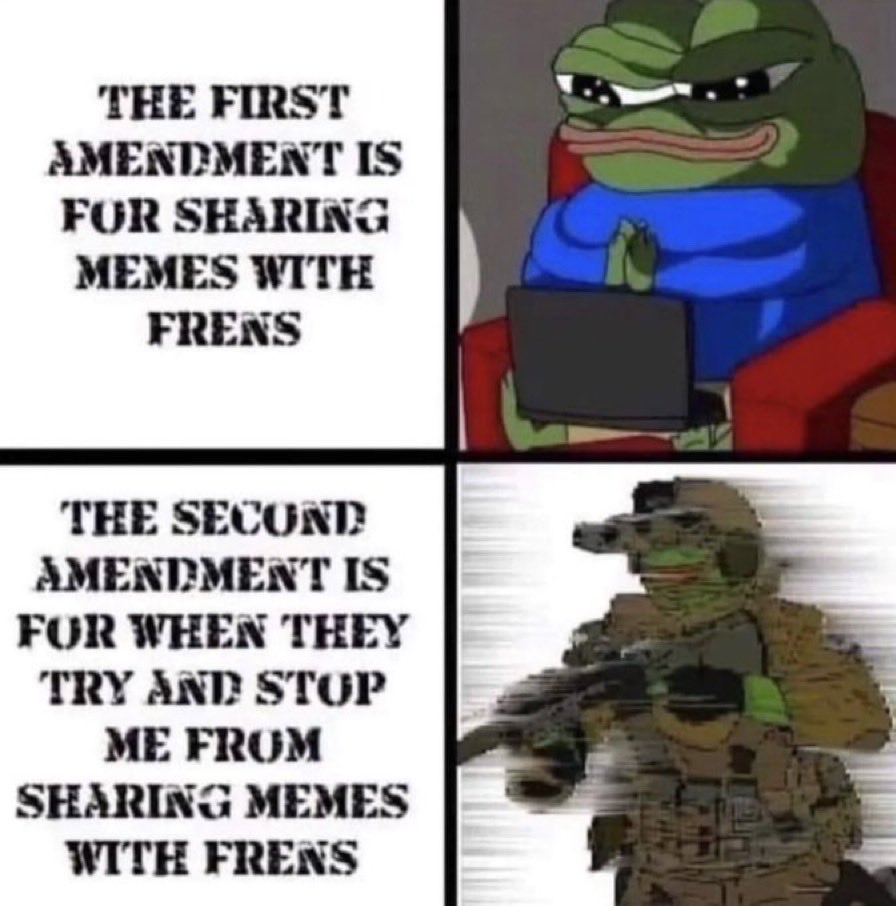 THE FIRST
AMENDMENT IS
FOR SHARING
MEMES WITH
FRENS
THE SECOND
AMENDMENT IS
FOR WHEN THEY
TRY AND STOP
ME FROM
SHARING MEMES
WITH FRENS